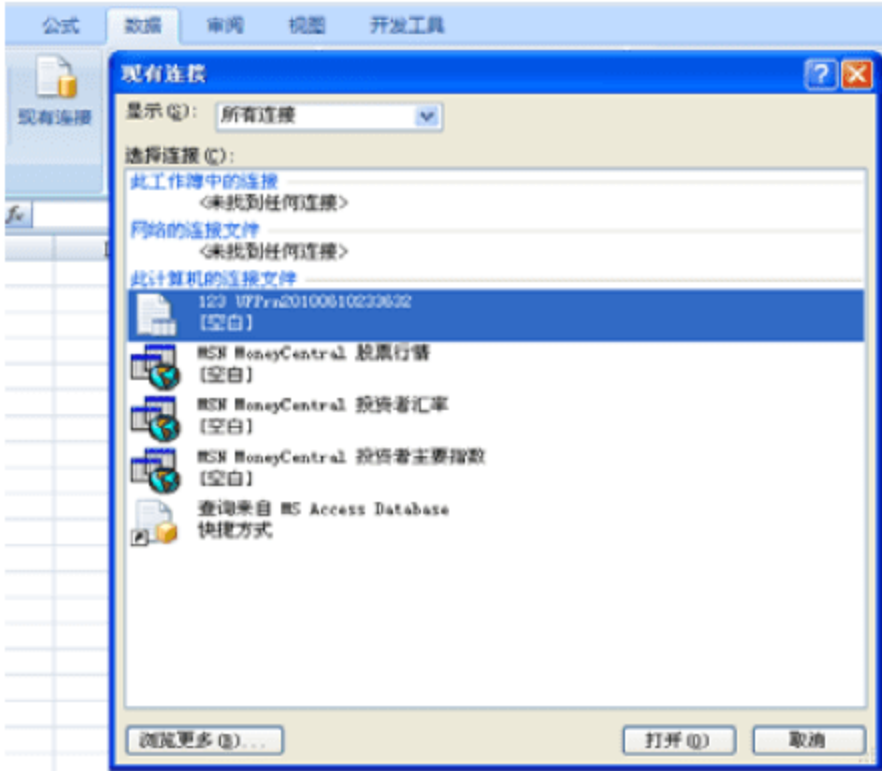 公式 数据 审阅 视图 开发工具
现有连接
现有连接
显示(S):
所有连接
选择连接(C):
此工作簿中的连接
<未找到任何连接>
网络的连接文件
<未找到任何连接>
此计算机的连接文件
[空白]
MSN MoneyCentral 股票行情
[空白]
MSN MoneyCentral 投资者汇率
[空白]
MSN MoneyCentral 投资者主要指数
[空白]
查询来自 MS Access Database
快捷方式
浏览更多(B)...
打开(O)
取消